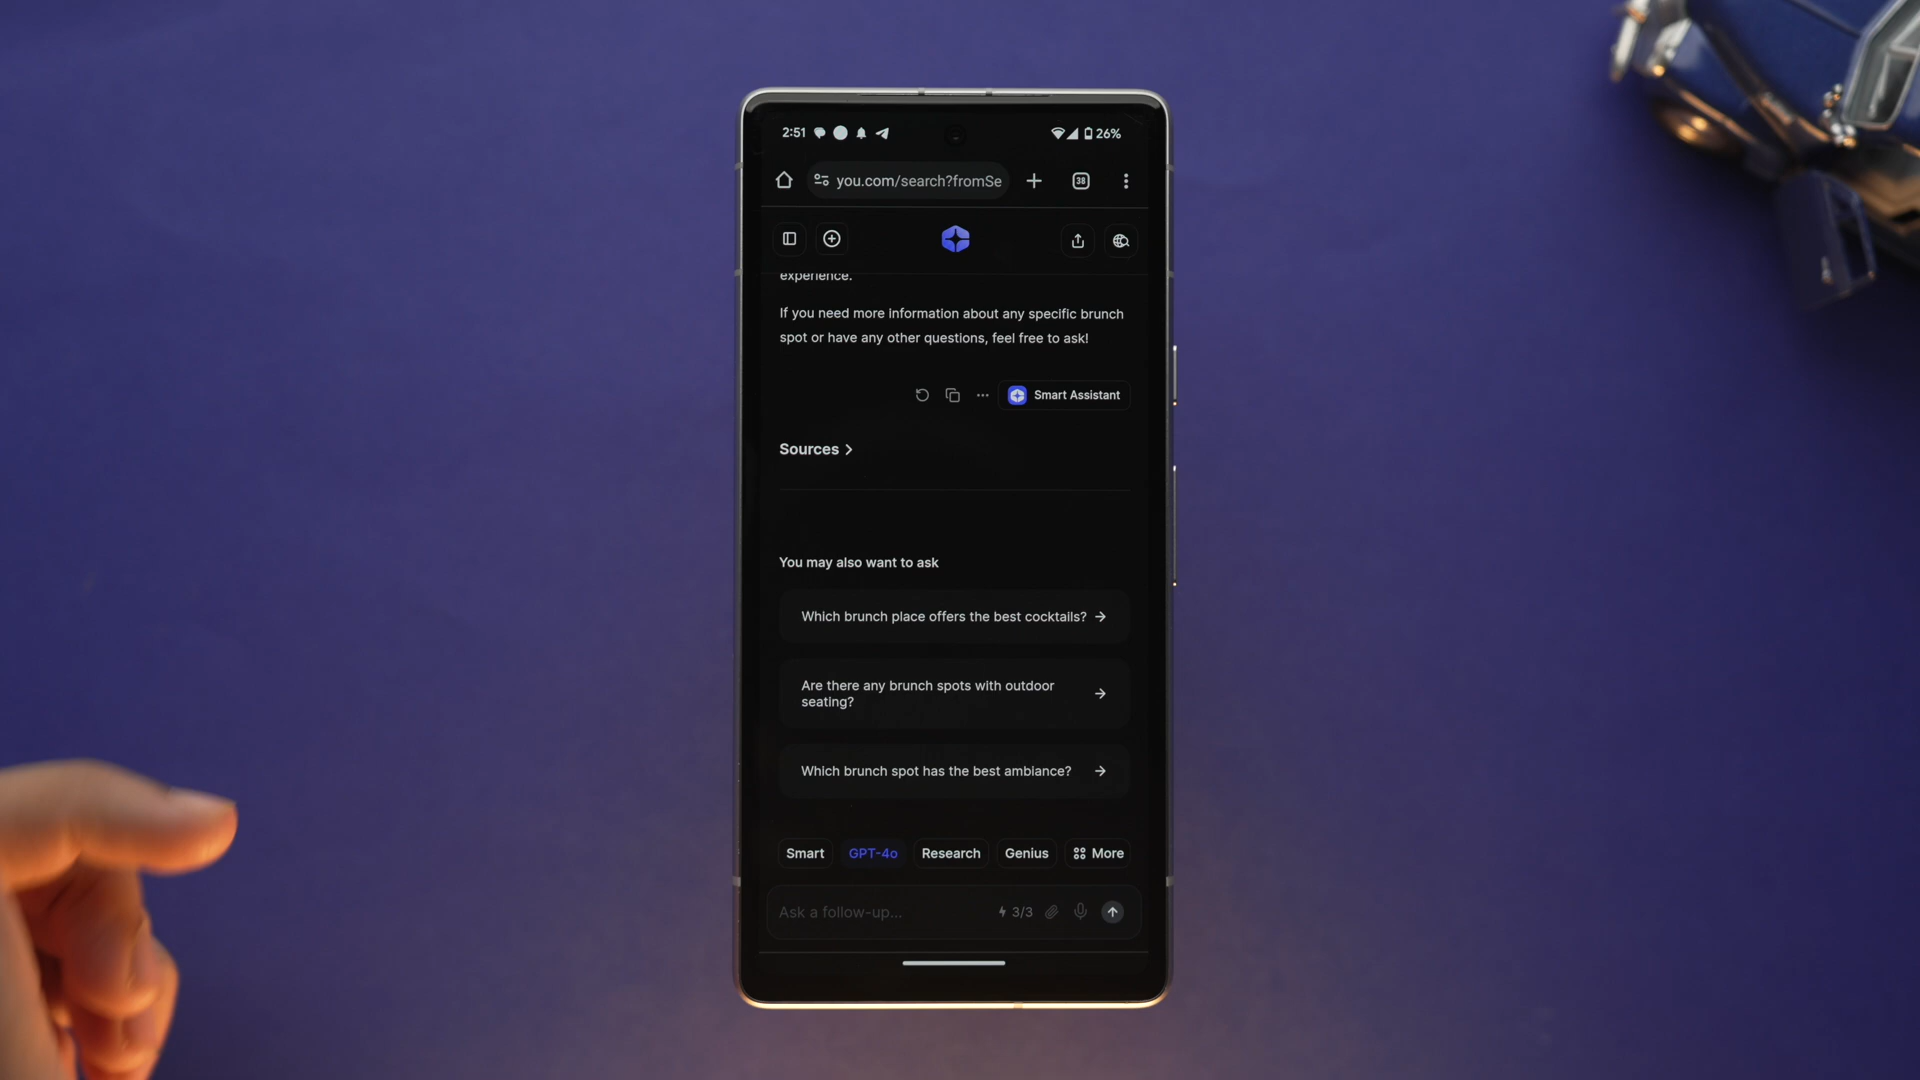 2:51 26%
you.com/search?fromSe 38
experience.
If you need more information about any specific brunch
spot or have any other questions, feel free to ask!
Smart Assistant
Sources
You may also want to ask
Which brunch place offers the best cocktails?
Are there any brunch spots with outdoor
seating?
Which brunch spot has the best ambiance?
Smart GPT-4o Research Genius More
Ask a follow-up... 3/3